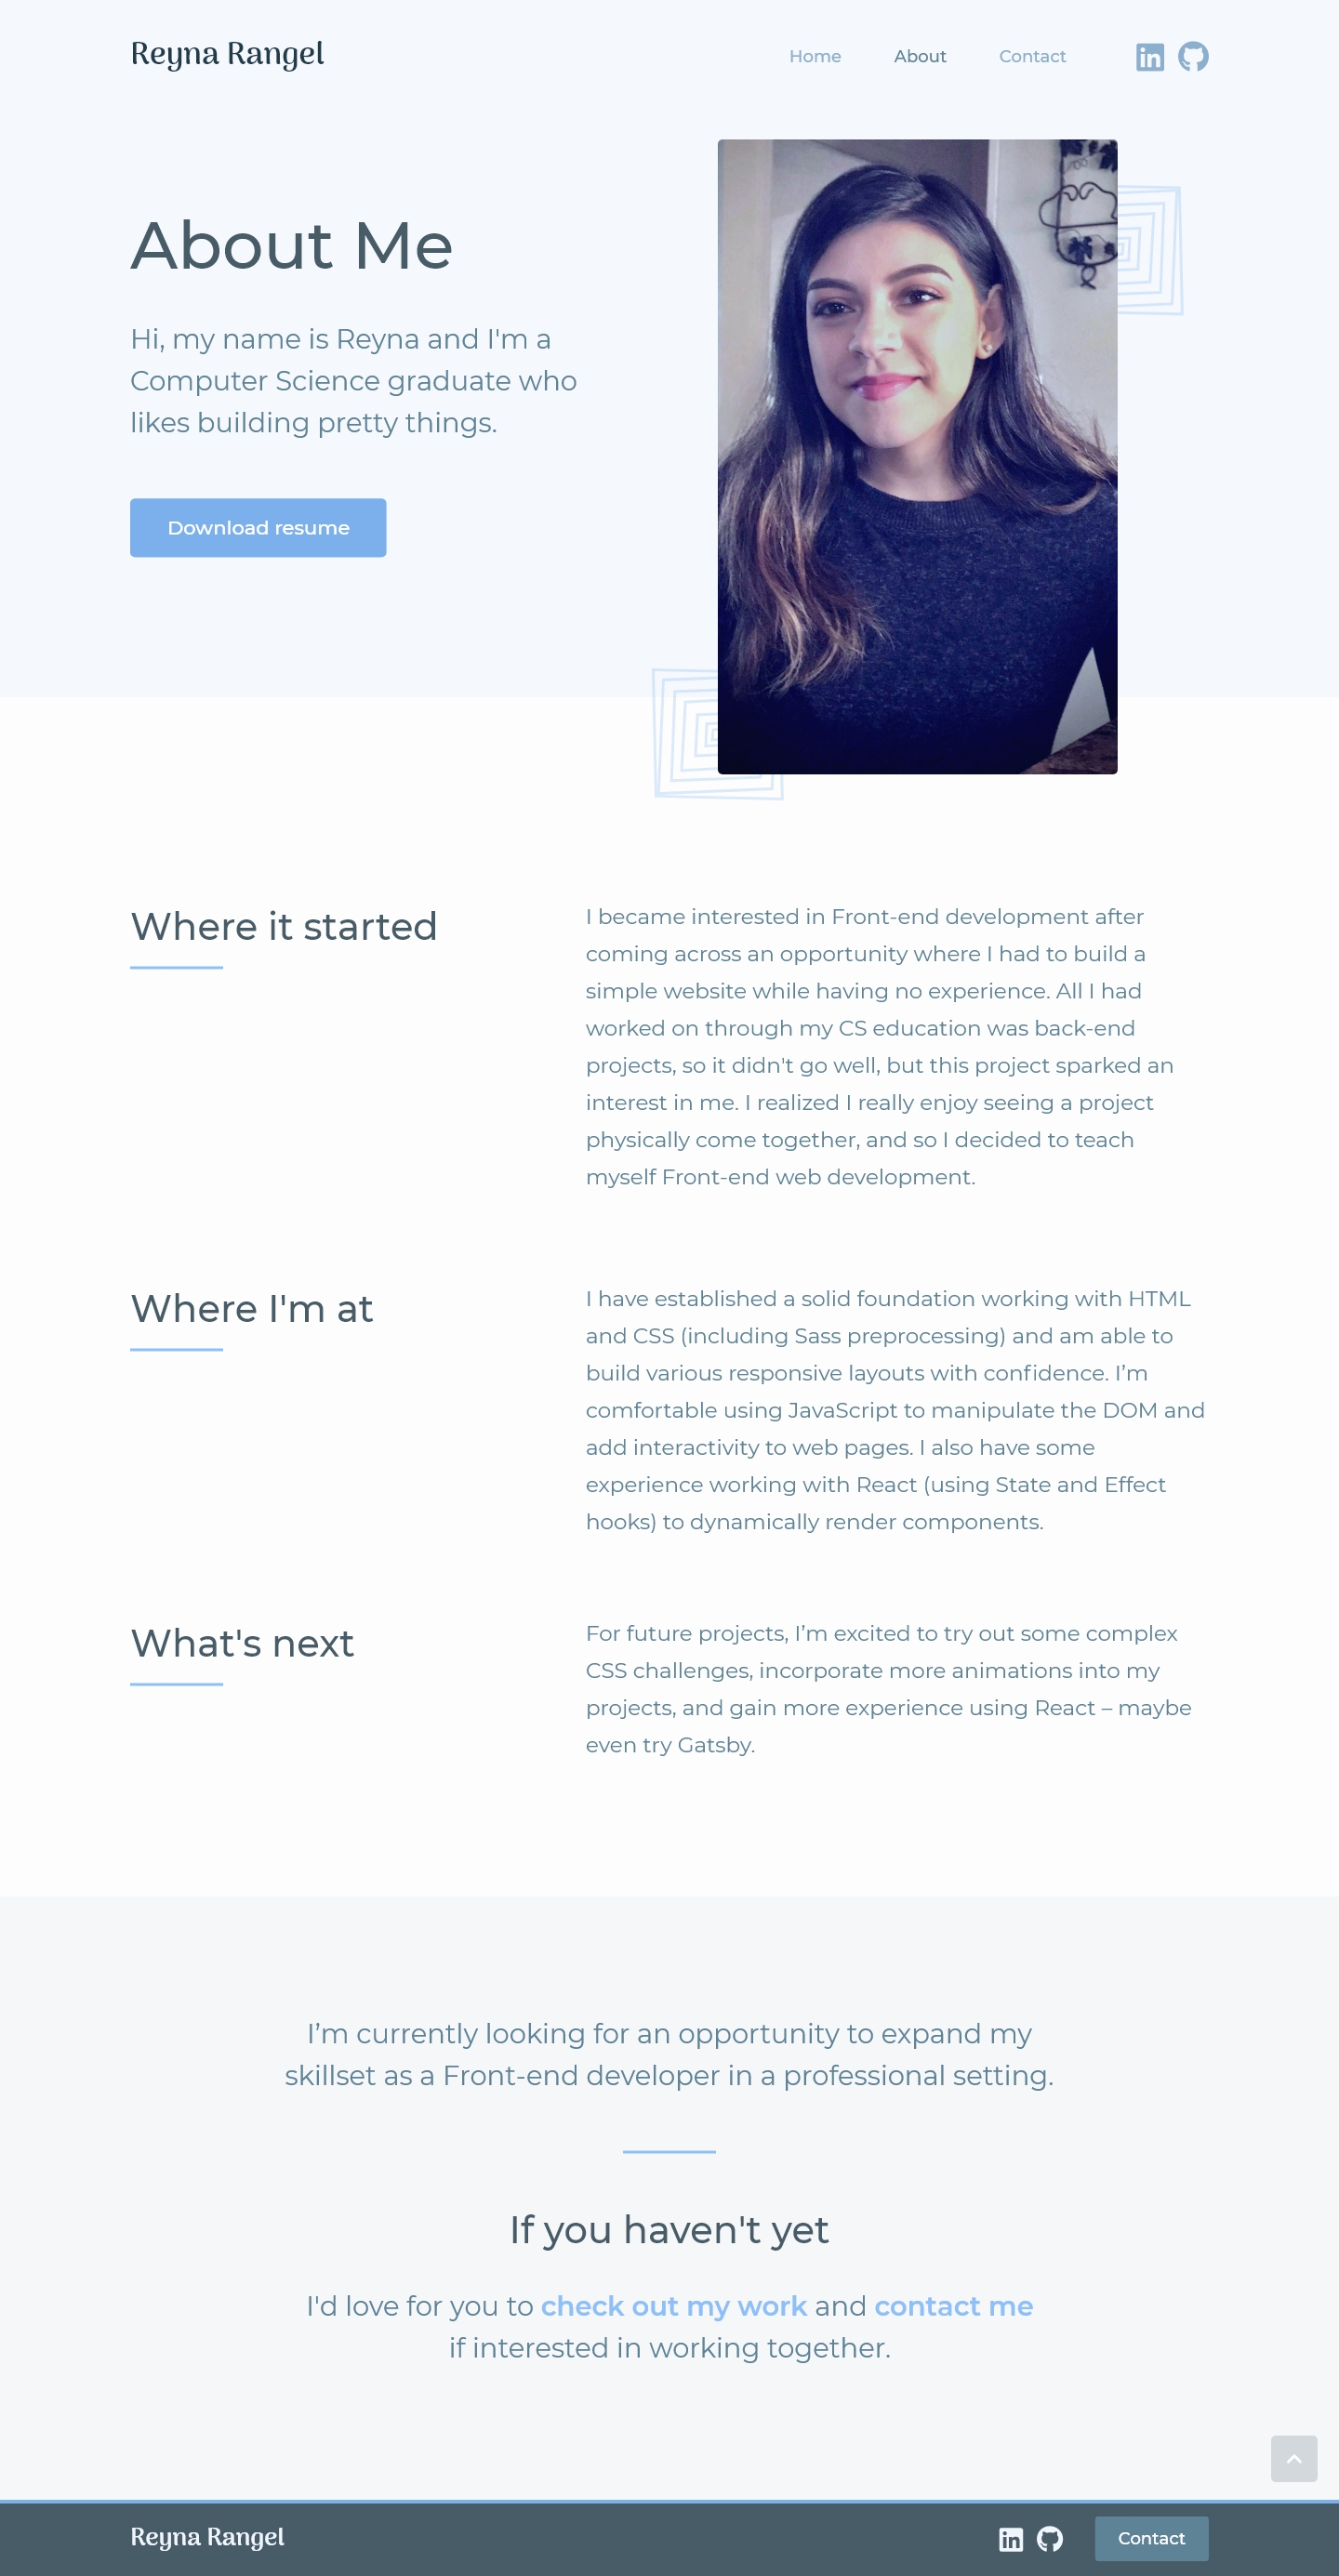 Reyna Rangel
Home About Contact
About Me
Hi, my name is Reyna and I'm a
Computer Science graduate who
likes building pretty things.
Download resume
Where it started
I became interested in Front-end development after
coming across an opportunity where I had to build a
simple website while having no experience. All I had
worked on through my CS education was back-end
projects, so it didn't go well, but this project sparked an
interest in me. I realized I really enjoy seeing a project
physically come together, and so I decided to teach
myself Front-end web development.
Where I'm at
I have established a solid foundation working with HTML
and CSS (including Sass preprocessing) and am able to
build various responsive layouts with confidence. I’m
comfortable using JavaScript to manipulate the DOM and
add interactivity to web pages. I also have some
experience working with React (using State and Effect
hooks) to dynamically render components.
What's next
For future projects, I’m excited to try out some complex
CSS challenges, incorporate more animations into my
projects, and gain more experience using React – maybe
even try Gatsby.
I’m currently looking for an opportunity to expand my
skillset as a Front-end developer in a professional setting.
If you haven't yet
I'd love for you to check out my work and contact me
if interested in working together.
Reyna Rangel
Contact